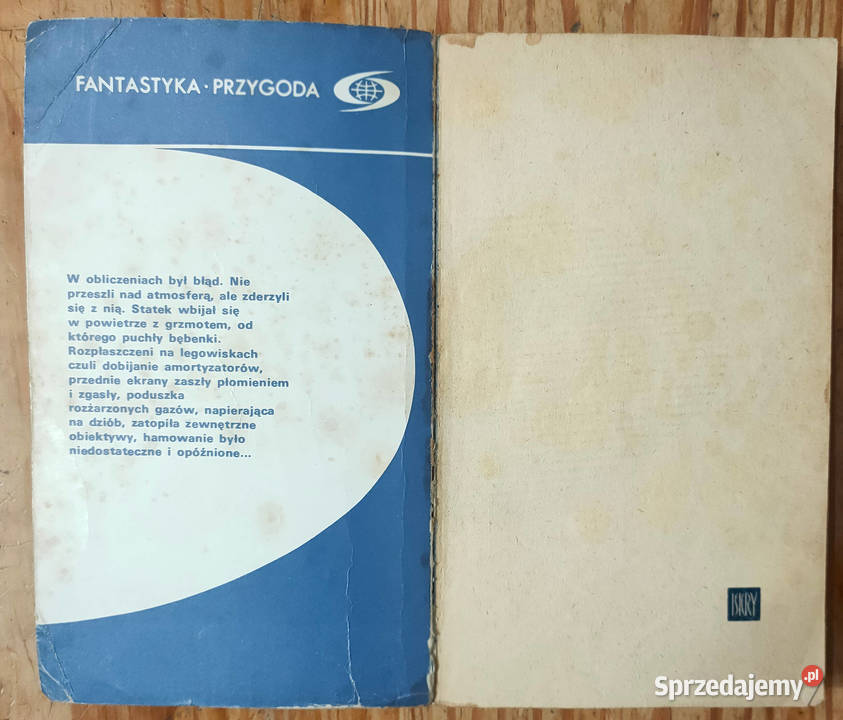 FANTASTYKA · PRZYGODA
W obliczeniach był błąd. Nie
przeszli nad atmosferą, ale zderzyli
się z nią. Statek wbijał się
w powietrze z grzmotem, od
którego puchły bębenki.
Rozpłaszczeni na legowiskach
czuli dobijanie amortyzatorów,
przednie ekrany zaszły płomieniem
i zgasły, poduszka
rozżarzonych gazów, napierająca
na dziób, zatopiła zewnętrzne
obiektywy, hamowanie było
niedostateczne i opóźnione...
ISKRY
Sprzedajemy.pl